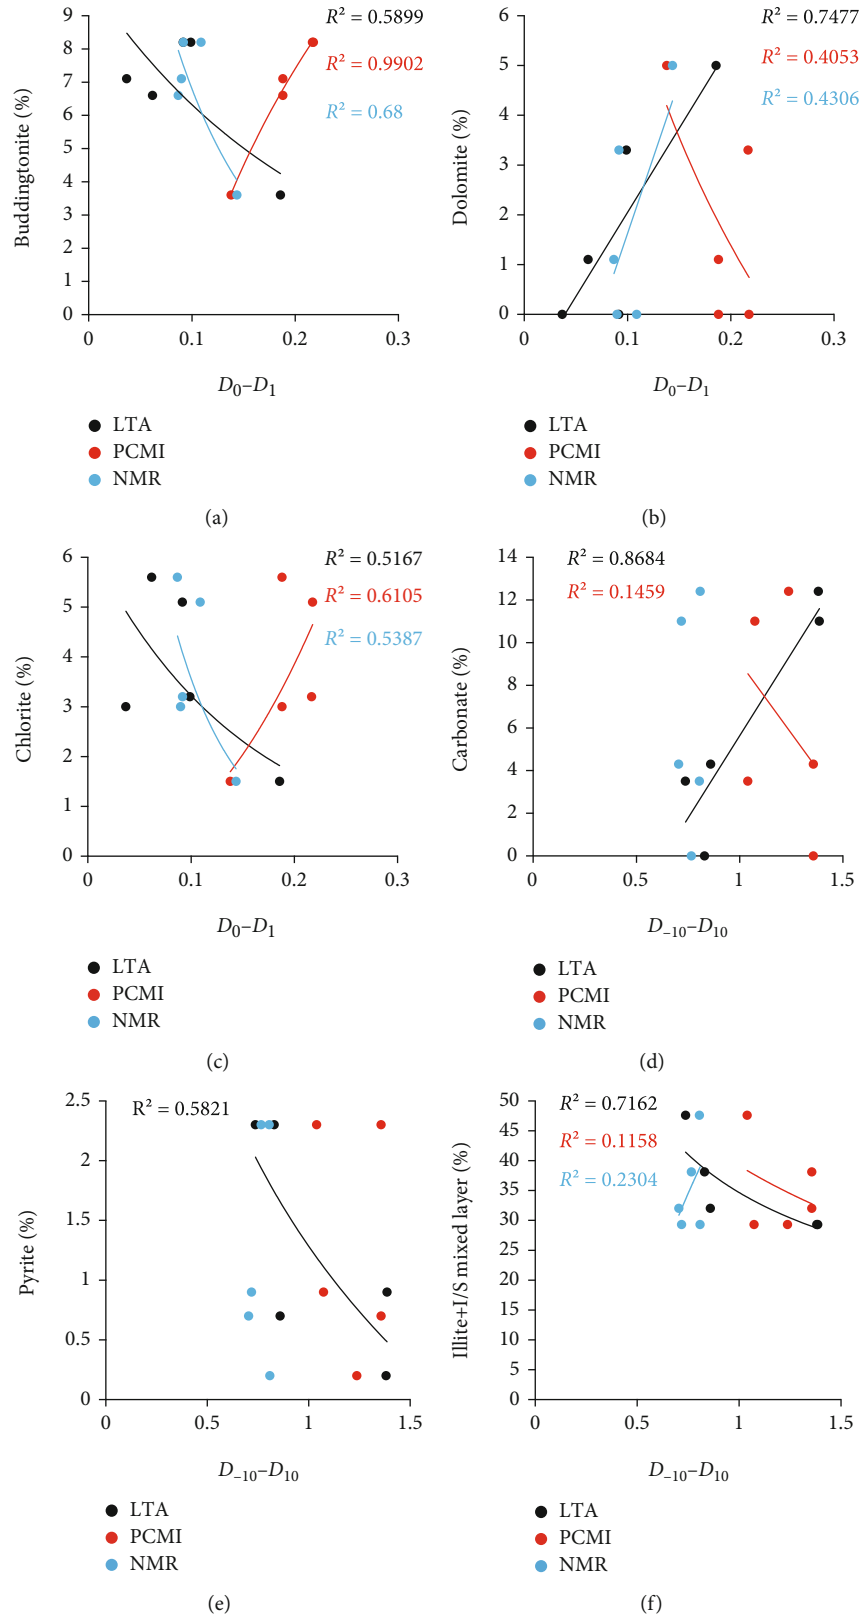 R² = 0.5899
R² = 0.9902
R² = 0.68
Buddingtonite (%)
9
8
7
6
5
4
3
2
1
0
0 0.1 0.2 0.3
D₀–D₁
LTA
PCMI
NMR
(a)
R² = 0.7477
R² = 0.4053
R² = 0.4306
Dolomite (%)
6
5
4
3
2
1
0
0 0.1 0.2 0.3
D₀–D₁
LTA
PCMI
NMR
(b)
R² = 0.5167
R² = 0.6105
R² = 0.5387
Chlorite (%)
6
5
4
3
2
1
0
0 0.1 0.2 0.3
D₀–D₁
LTA
PCMI
NMR
(c)
R² = 0.8684
R² = 0.1459
Carbonate (%)
14
12
10
8
6
4
2
0
0 0.5 1 1.5
D₋₁₀–D₁₀
LTA
PCMI
NMR
(d)
R² = 0.5821
Pyrite (%)
2.5
2
1.5
1
0.5
0
0 0.5 1 1.5
D₋₁₀–D₁₀
LTA
PCMI
NMR
(e)
R² = 0.7162
R² = 0.1158
R² = 0.2304
Illite+I/S mixed layer (%)
50
45
40
35
30
25
20
15
10
5
0
0 0.5 1 1.5
D₋₁₀–D₁₀
LTA
PCMI
NMR
(f)